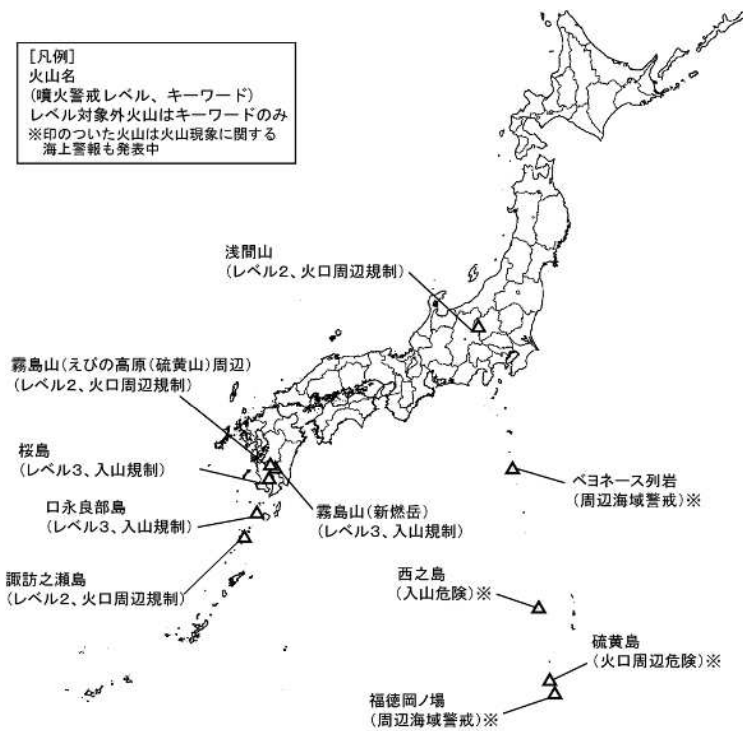 [凡例]
火山名
(噴火警戒レベル、キーワード)
レベル対象外火山はキーワードのみ
※印のついた火山は火山現象に関する
海上警報も発表中
浅間山
(レベル2、火口周辺規制)
霧島山(えびの高原(硫黄山)周辺)
(レベル2、火口周辺規制)
桜島
(レベル3、入山規制)
口永良部島
(レベル3、入山規制)
諏訪之瀬島
(レベル2、火口周辺規制)
霧島山(新燃岳)
(レベル3、入山規制)
ベヨネース列岩
(周辺海域警戒)※
西之島
(入山危険)※
硫黄島
(火口周辺危険)※
福徳岡ノ場
(周辺海域警戒)※